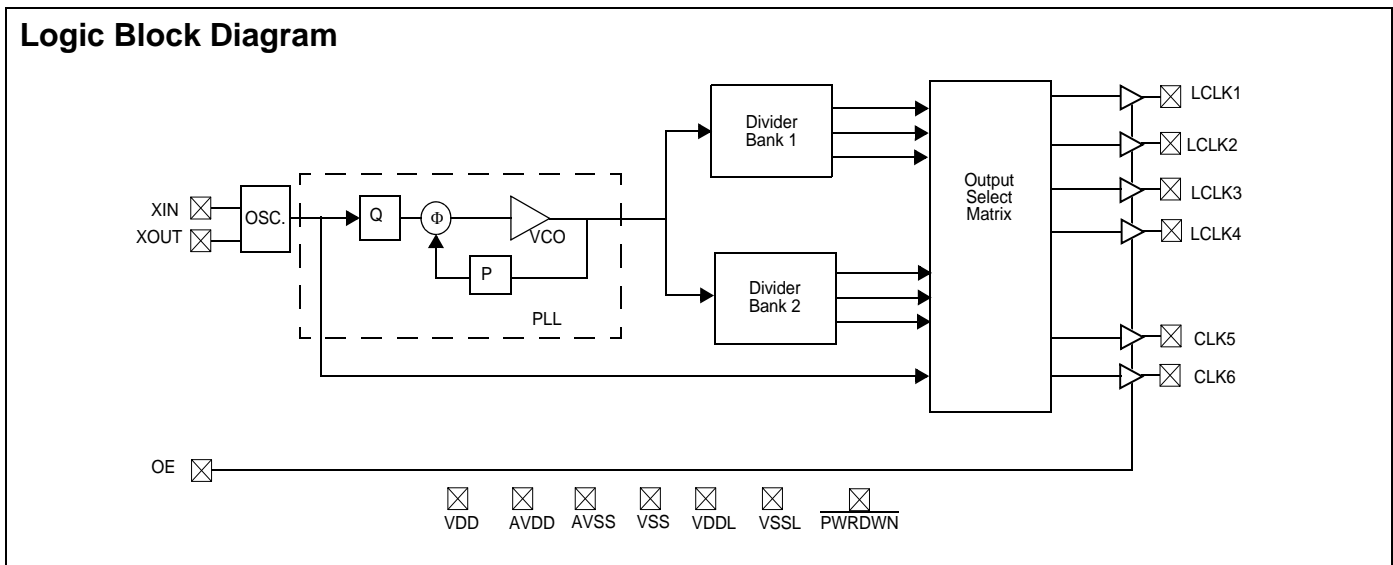 Logic Block Diagram
XIN
XOUT
OSC.
Q
Φ
VCO
P
PLL
Divider
Bank 1
Divider
Bank 2
Output
Select
Matrix
LCLK1
LCLK2
LCLK3
LCLK4
CLK5
CLK6
OE
VDD
AVDD
AVSS
VSS
VDDL
VSSL
PWRDWN